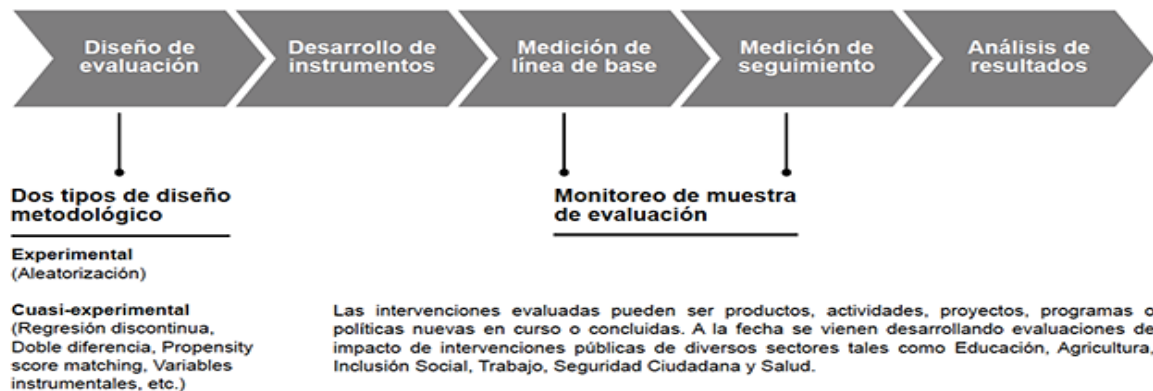 Diseño de
evaluación
Desarrollo de
instrumentos
Medición de
línea de base
Medición de
seguimiento
Análisis de
resultados
Dos tipos de diseño
metodológico
Experimental
(Aleatorización)
Cuasi-experimental
(Regresión discontinua,
Doble diferencia, Propensity
score matching, Variables
instrumentales, etc.)
Monitoreo de muestra
de evaluación
Las intervenciones evaluadas pueden ser productos, actividades, proyectos, programas o
políticas nuevas en curso o concluidas. A la fecha se vienen desarrollando evaluaciones de
impacto de intervenciones públicas de diversos sectores tales como Educación, Agricultura,
Inclusión Social, Trabajo, Seguridad Ciudadana y Salud.